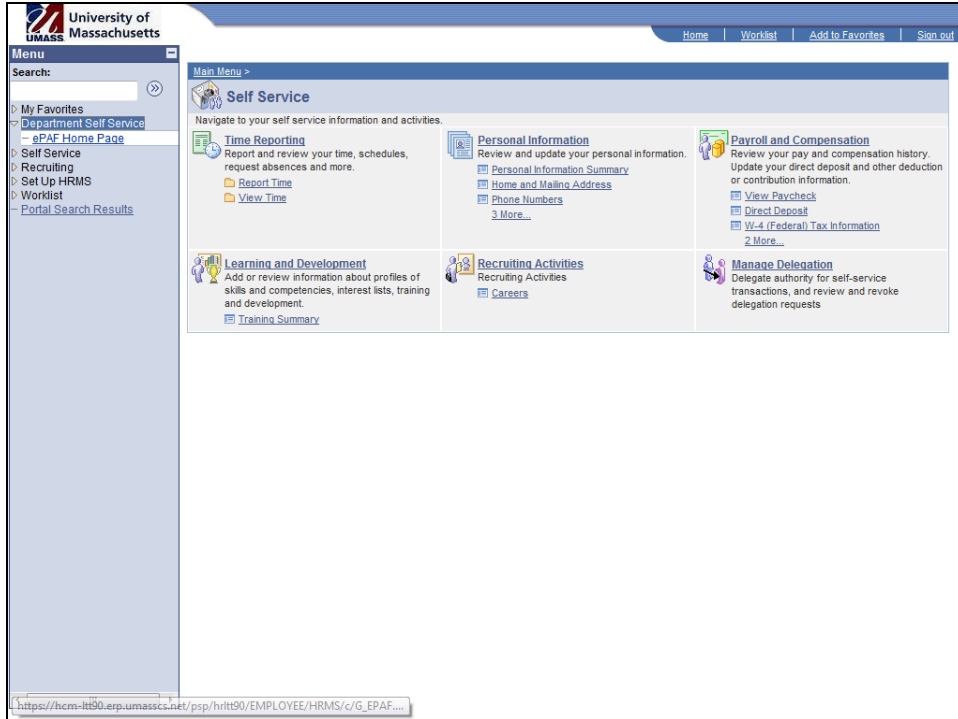 University of
UMASS Massachusetts
Home | Worklist | Add to Favorites | Sign out
Menu
Search:
My Favorites
Department Self Service
ePAF Home Page
Self Service
Recruiting
Set Up HRMS
Worklist
Portal Search Results
Main Menu >
Self Service
Navigate to your self service information and activities.
Time Reporting
Report and review your time, schedules,
request absences and more.
Report Time
View Time
Personal Information
Review and update your personal information.
Personal Information Summary
Home and Mailing Address
Phone Numbers
3 More...
Payroll and Compensation
Review your pay and compensation history.
Update your direct deposit and other deduction
or contribution information.
View Paycheck
Direct Deposit
W-4 (Federal) Tax Information
2 More...
Learning and Development
Add or review information about profiles of
skills and competencies, interest lists, training
and development.
Training Summary
Recruiting Activities
Recruiting Activities
Careers
Manage Delegation
Delegate authority for self-service
transactions, and review and revoke
delegation requests
https://hcm-ltt90.erp.umasscs.net/psp/hrltt90/EMPLOYEE/HRMS/c/G_EPAF....